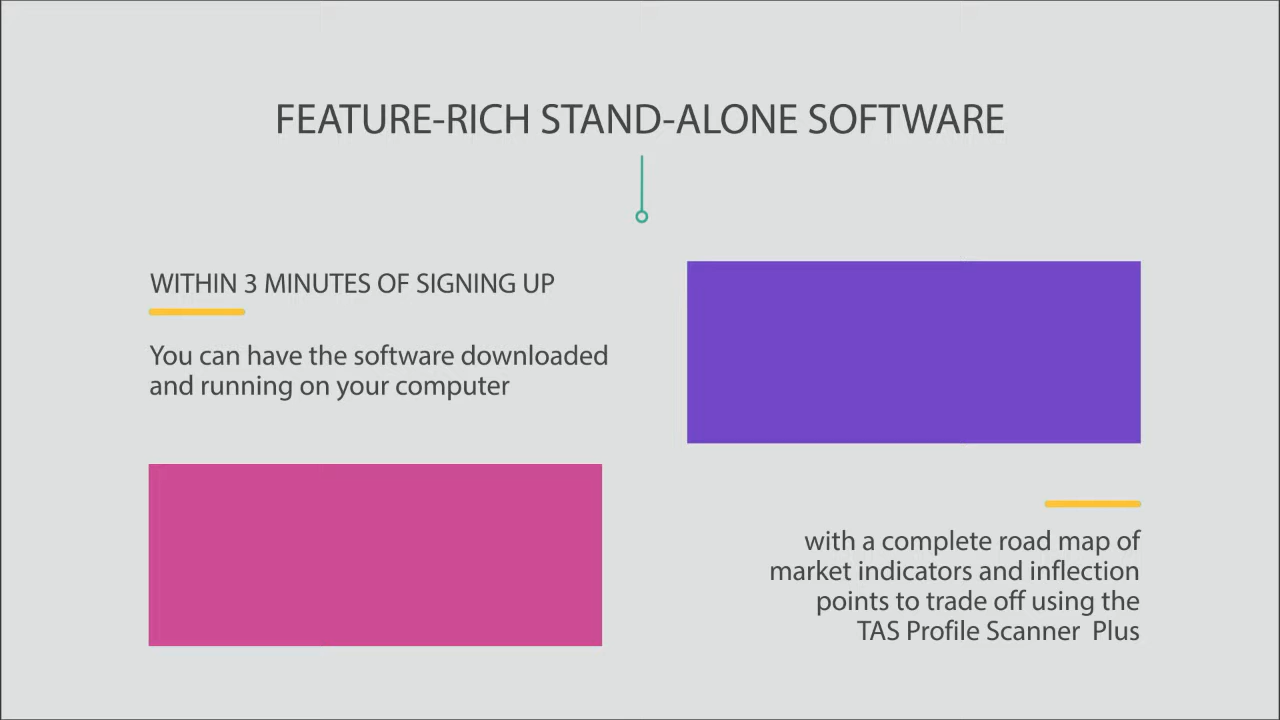 FEATURE-RICH STAND-ALONE SOFTWARE
WITHIN 3 MINUTES OF SIGNING UP
You can have the software downloaded
and running on your computer
with a complete road map of
market indicators and inflection
points to trade off using the
TAS Profile Scanner  Plus